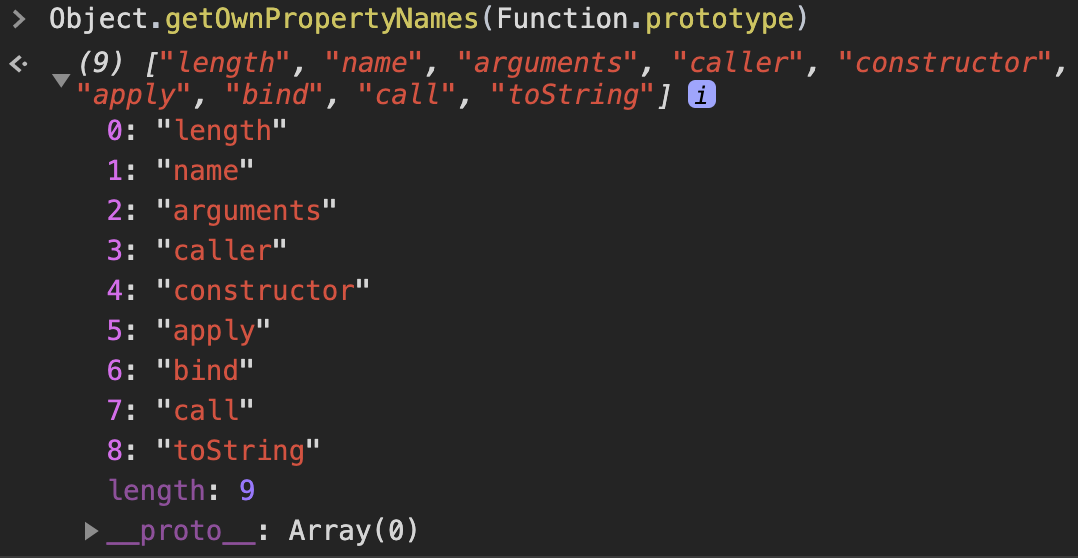 > Object.getOwnPropertyNames(Function.prototype)
(9) ["length", "name", "arguments", "caller", "constructor",
"apply", "bind", "call", "toString"] i
0: "length"
1: "name"
2: "arguments"
3: "caller"
4: "constructor"
5: "apply"
6: "bind"
7: "call"
8: "toString"
length: 9
__proto__: Array(0)